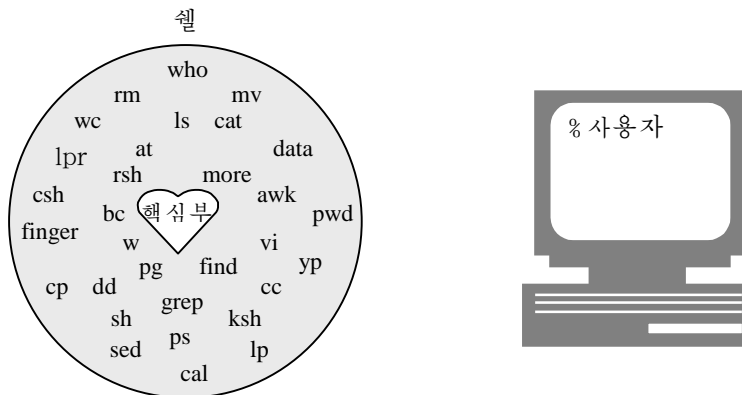 쉘
who
rm mv
wc ls cat
lpr at data
rsh more
csh awk
bc 핵심부 pwd
finger
w vi
pg find yp
cp dd cc
grep
sh ksh
ps
sed lp
cal
% 사용자